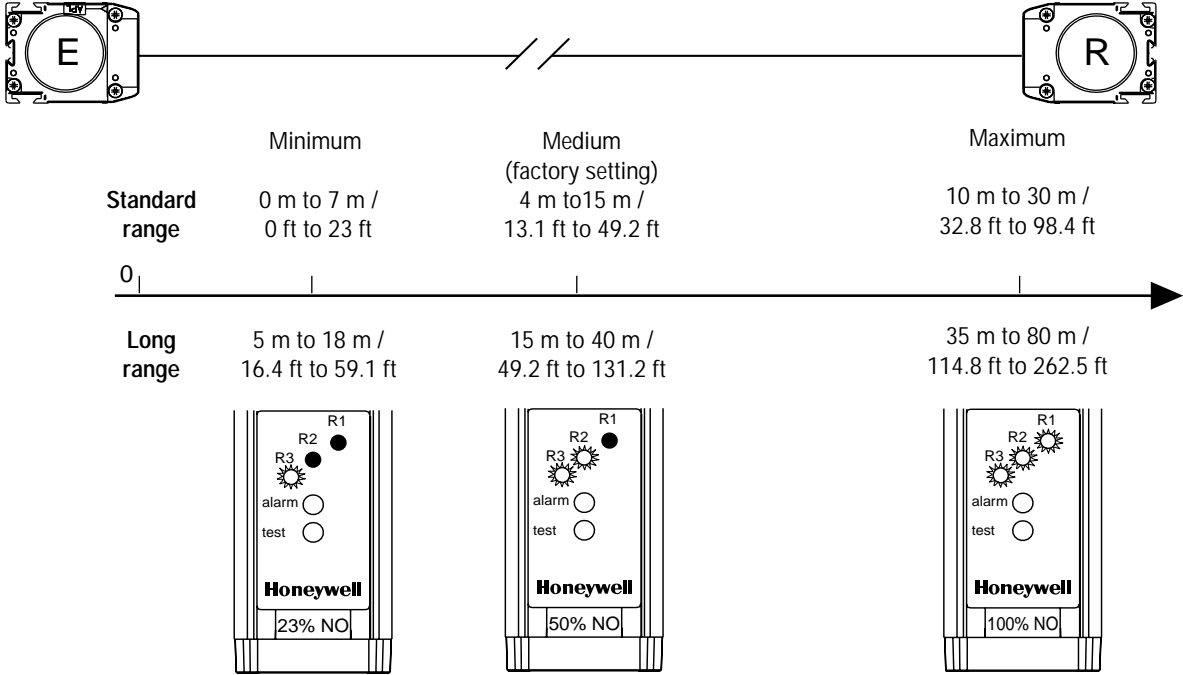 APL
E
R
Minimum
Medium
(factory setting)
Maximum
Standard
range
0 m to 7 m /
0 ft to 23 ft
4 m to15 m /
13.1 ft to 49.2 ft
10 m to 30 m /
32.8 ft to 98.4 ft
0
Long
range
5 m to 18 m /
16.4 ft to 59.1 ft
15 m to 40 m /
49.2 ft to 131.2 ft
35 m to 80 m /
114.8 ft to 262.5 ft
R1
R2
R3
alarm
test
Honeywell
23% NO
R1
R2
R3
alarm
test
Honeywell
50% NO
R1
R2
R3
alarm
test
Honeywell
100% NO